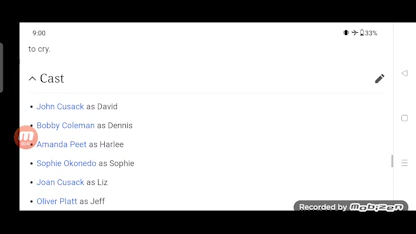 9:00
33%
to cry.
Cast
• John Cusack as David
• Bobby Coleman as Dennis
• Amanda Peet as Harlee
• Sophie Okonedo as Sophie
• Joan Cusack as Liz
• Oliver Platt as Jeff
Recorded by Mobizen